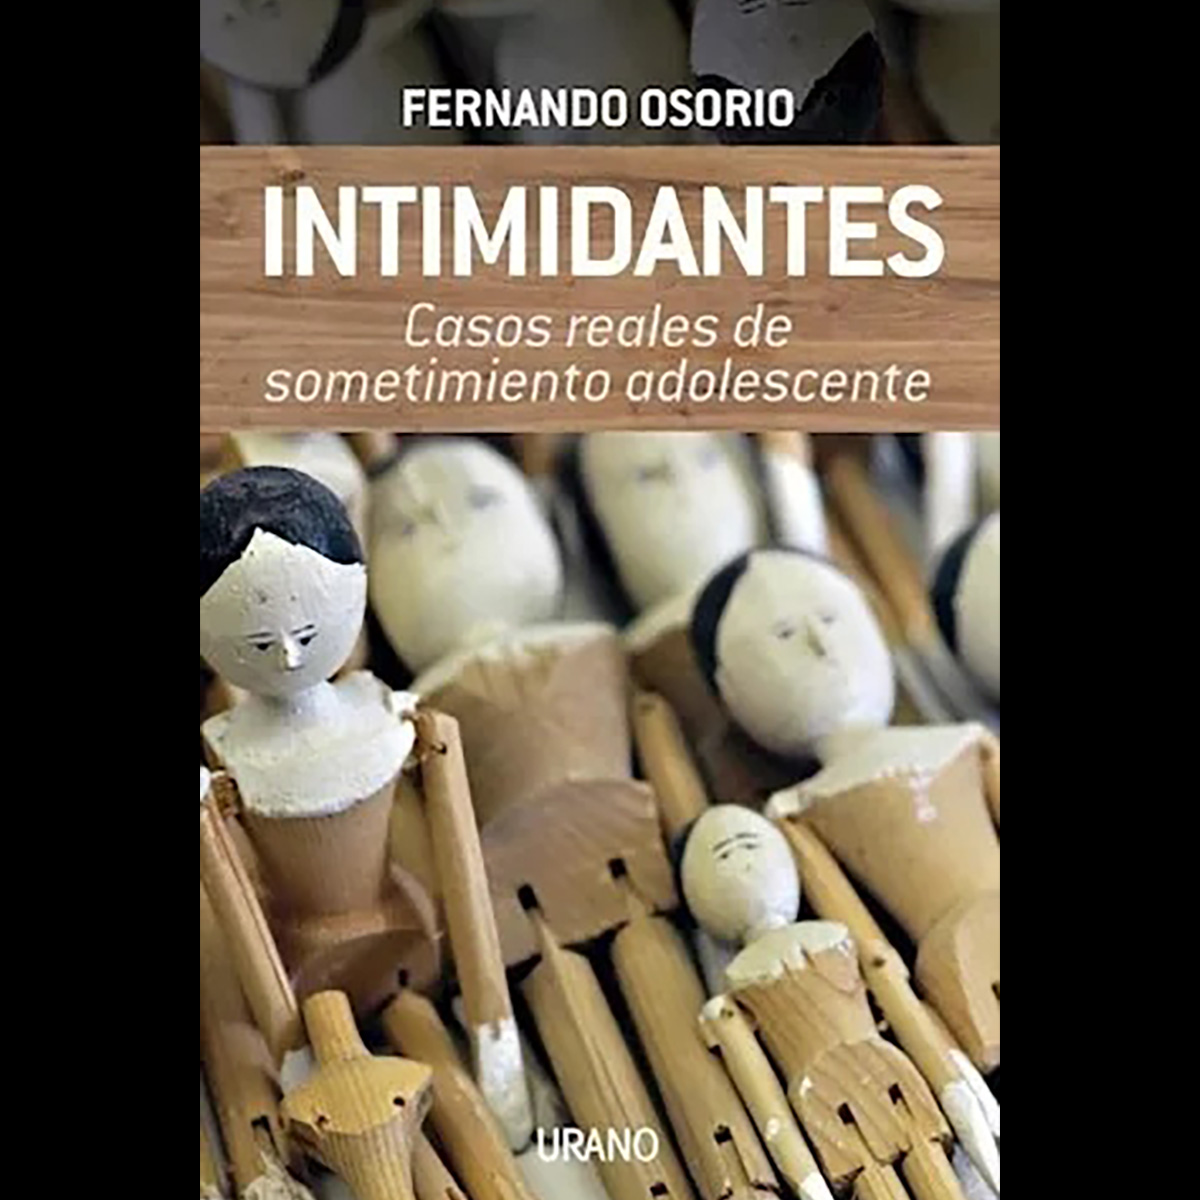 FERNANDO OSORIO
INTIMIDANTES
Casos reales de
sometimiento adolescente
URANO